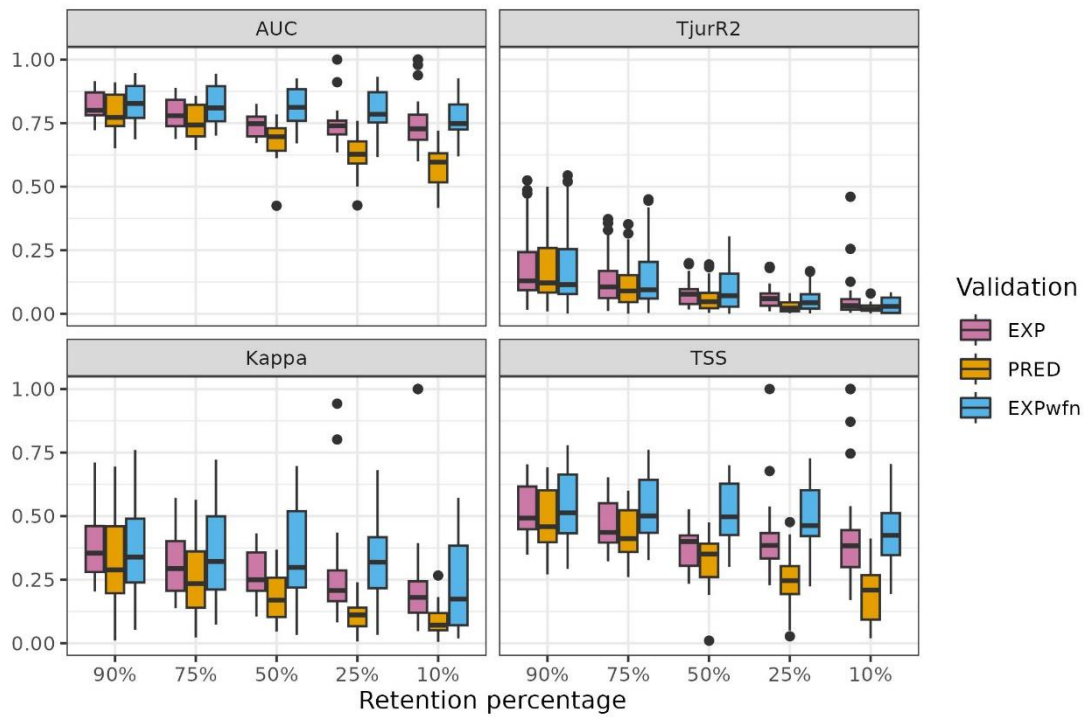 AUC
TjurR2
1.00
0.75
0.50
0.25
0.00
Kappa
TSS
1.00
0.75
0.50
0.25
0.00
90% 75% 50% 25% 10% 90% 75% 50% 25% 10%
Retention percentage
Validation
EXP
PRED
EXPwfn